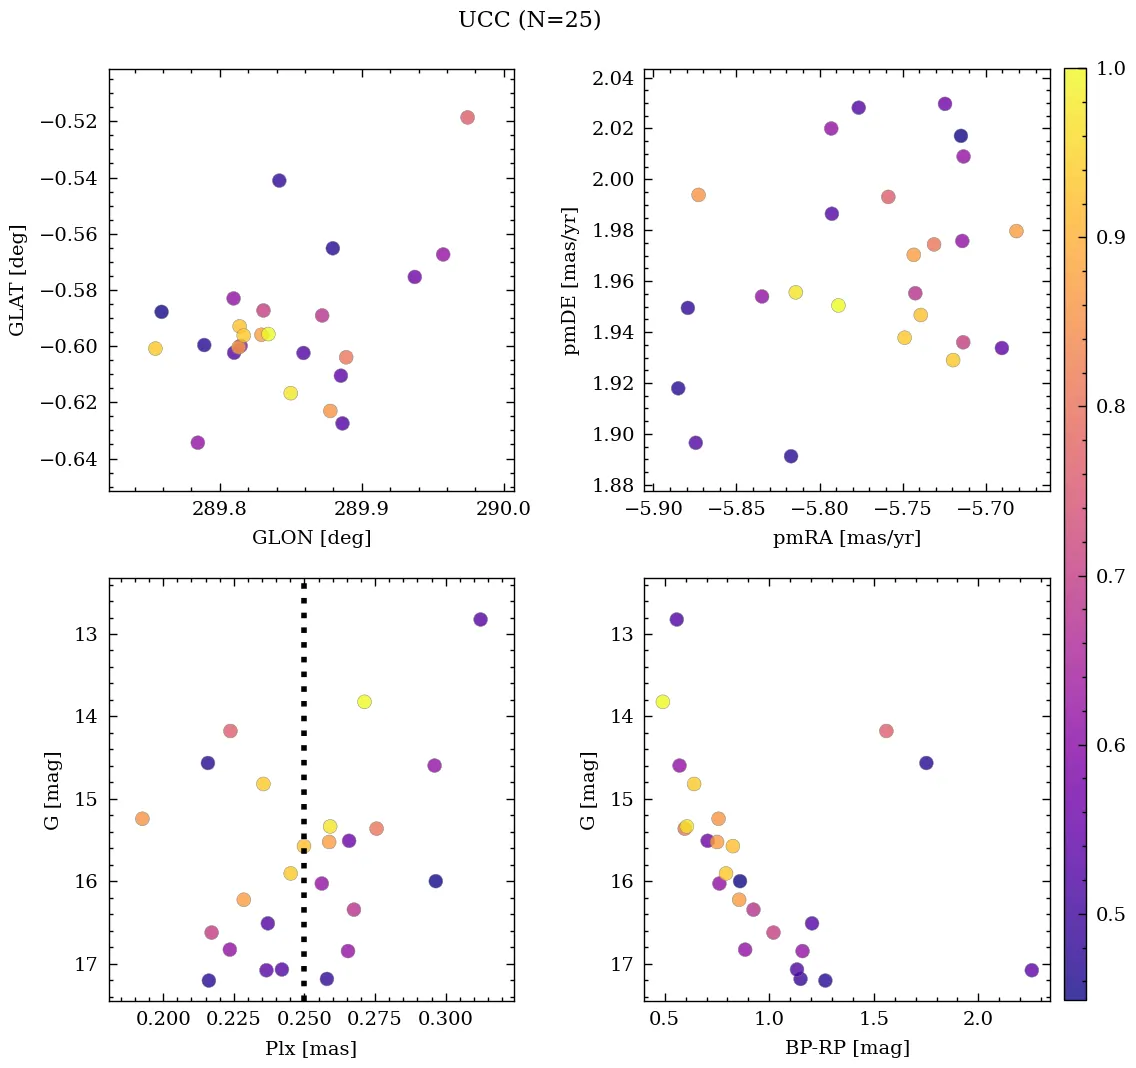 UCC (N=25)
−0.52
−0.54
−0.56
−0.58
−0.60
−0.62
−0.64
GLAT [deg]
289.8 289.9 290.0
GLON [deg]
2.04
2.02
2.00
1.98
1.96
1.94
1.92
1.90
1.88
pmDE [mas/yr]
−5.90 −5.85 −5.80 −5.75 −5.70
pmRA [mas/yr]
13
14
15
16
17
G [mag]
0.200 0.225 0.250 0.275 0.300
Plx [mas]
13
14
15
16
17
G [mag]
0.5 1.0 1.5 2.0
BP-RP [mag]
1.0
0.9
0.8
0.7
0.6
0.5